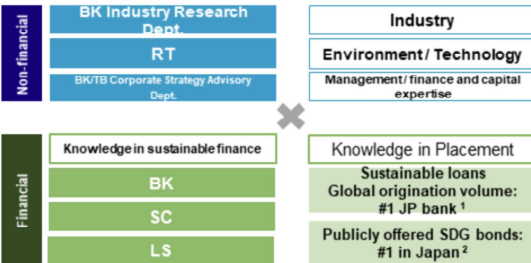 Non-financial
BK Industry Research
Dept.
RT
BK/TB Corporate Strategy Advisory
Dept.
Industry
Environment / Technology
Management / finance and capital
expertise
Financial
Knowledge in sustainable finance
BK
SC
LS
Knowledge in Placement
Sustainable loans
Global origination volume:
#1 JP bank 1
Publicly offered SDG bonds:
#1 in Japan 2